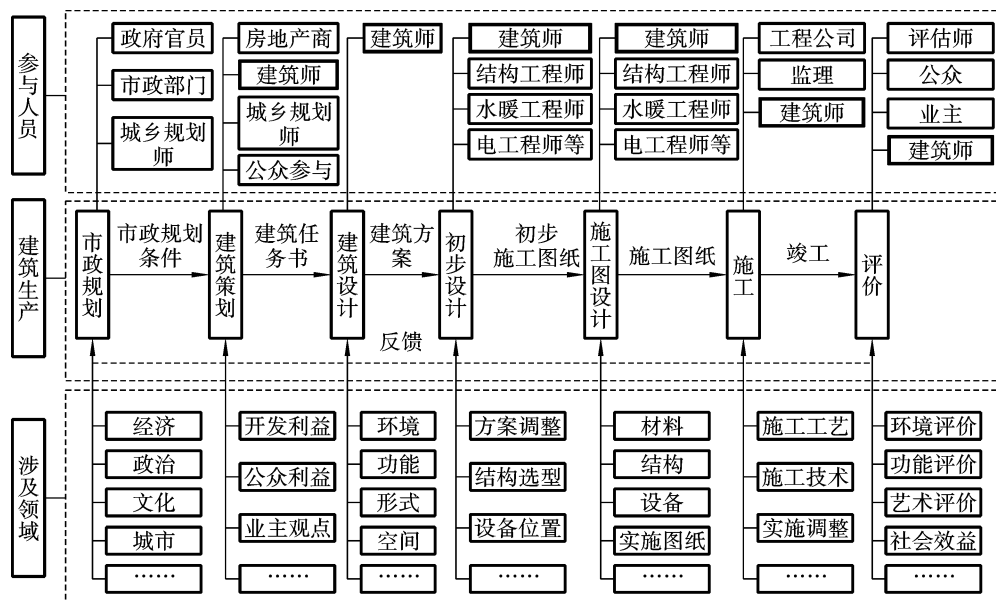 参与人员
政府官员
市政部门
城乡规划
师
房地产商
建筑师
城乡规划
师
公众参与
建筑师
建筑师
结构工程师
水暖工程师
电工程师等
建筑师
结构工程师
水暖工程师
电工程师等
工程公司
监理
建筑师
评估师
公众
业主
建筑师
建筑生产
市政规划
市政规划
条件
建筑策划
建筑任
务书
建筑设计
建筑方
案
初步设计
初步
施工图纸
施工图设计
施工图纸
施工
竣工
评价
反馈
涉及领域
经济
政治
文化
城市
……
开发利益
公众利益
业主观点
……
环境
功能
形式
空间
……
方案调整
结构选型
设备位置
……
材料
结构
设备
实施图纸
……
施工工艺
施工技术
实施调整
……
环境评价
功能评价
艺术评价
社会效益
……